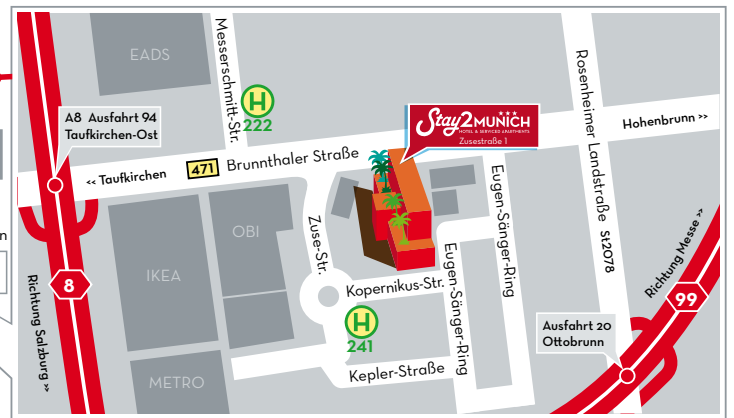 EADS
Messerschmitt-Str.
H
222
A8 Ausfahrt 94
Taufkirchen-Ost
<< Taufkirchen
471
Brunnthaler Straße
Stay2MUNICH
HOTEL & SERVICED APARTMENTS
Zusestraße 1
Hohenbrunn >>
Rosenheimer Landstraße St2078
OBI
IKEA
METRO
Zuse-Str.
Eugen-Sänger-Ring
Eugen-Sänger-Ring
Kopernikus-Str.
H
241
Kepler-Straße
8
Richtung Salzburg >>
Richtung Messe >>
99
Ausfahrt 20
Ottobrunn
n